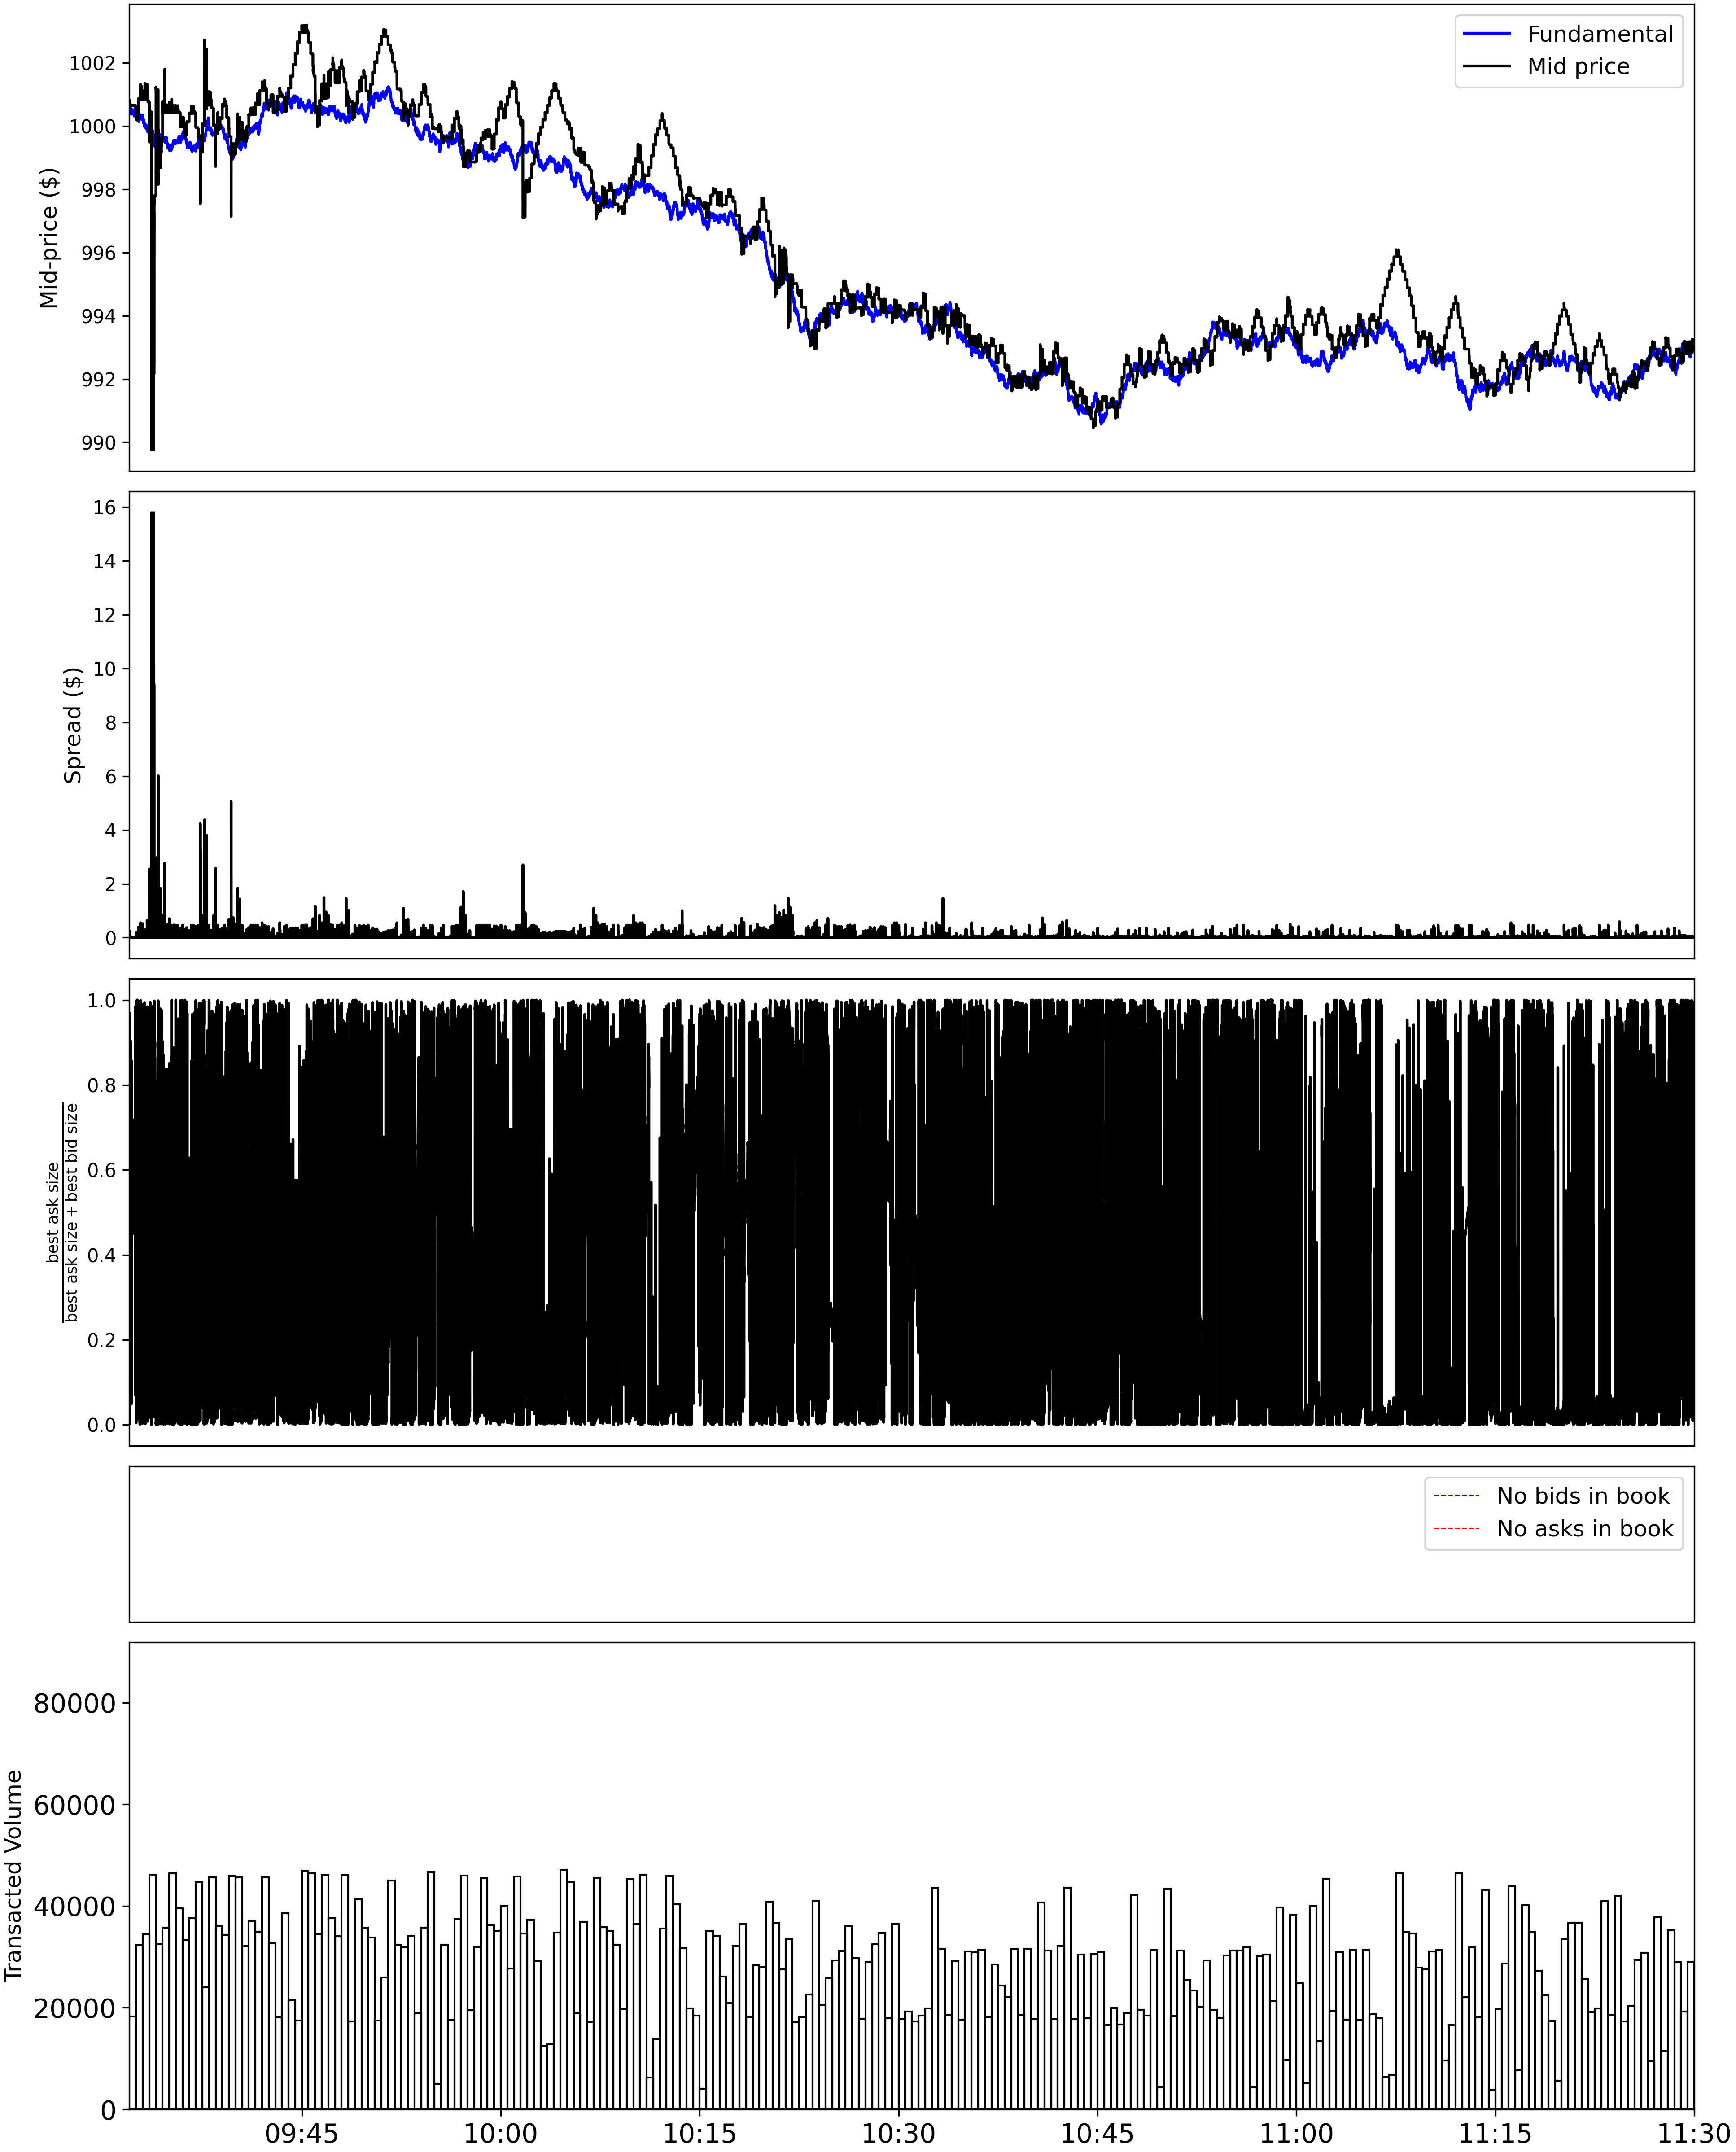 Mid-price ($)
1002
1000
998
996
994
992
990
Fundamental
Mid price
Spread ($)
16
14
12
10
8
6
4
2
0
best ask size
best ask size + best bid size
1.0
0.8
0.6
0.4
0.2
0.0
No bids in book
No asks in book
Transacted Volume
80000
60000
40000
20000
0
09:45 10:00 10:15 10:30 10:45 11:00 11:15 11:30